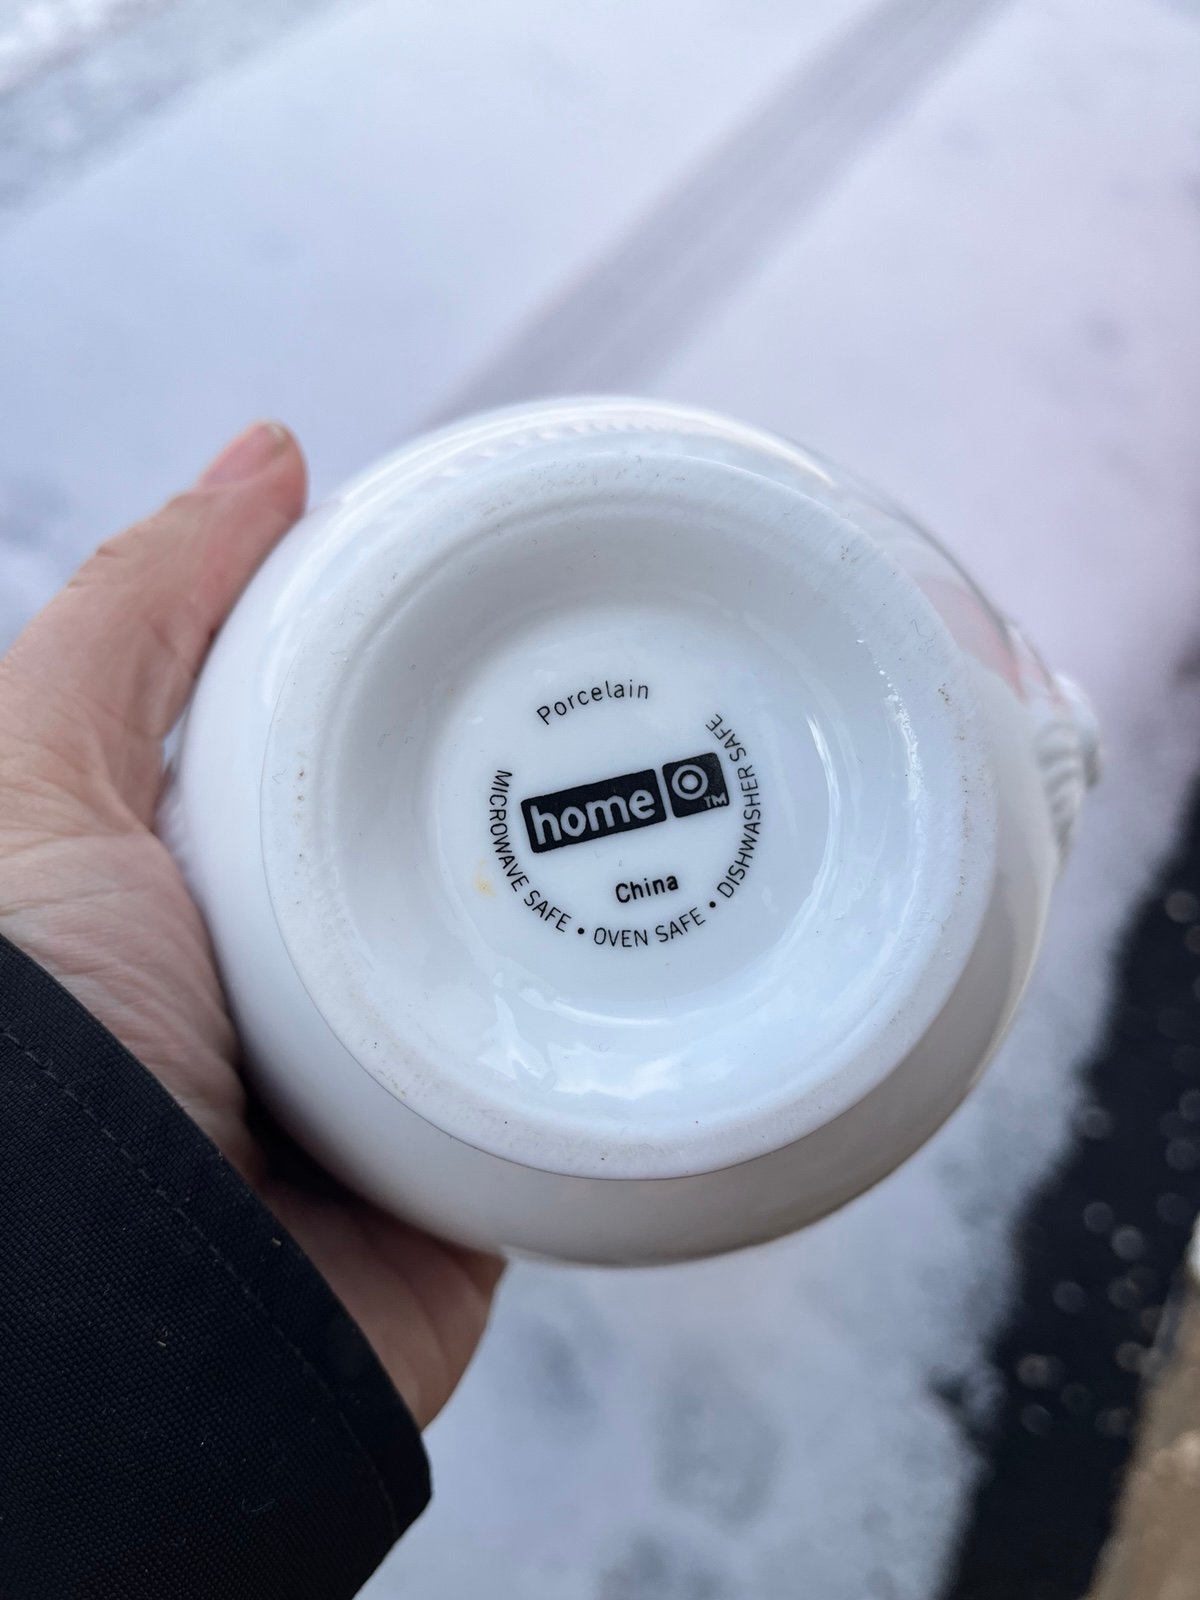 Porcelain
home
TM
China
MICROWAVE SAFE • OVEN SAFE • DISHWASHER SAFE